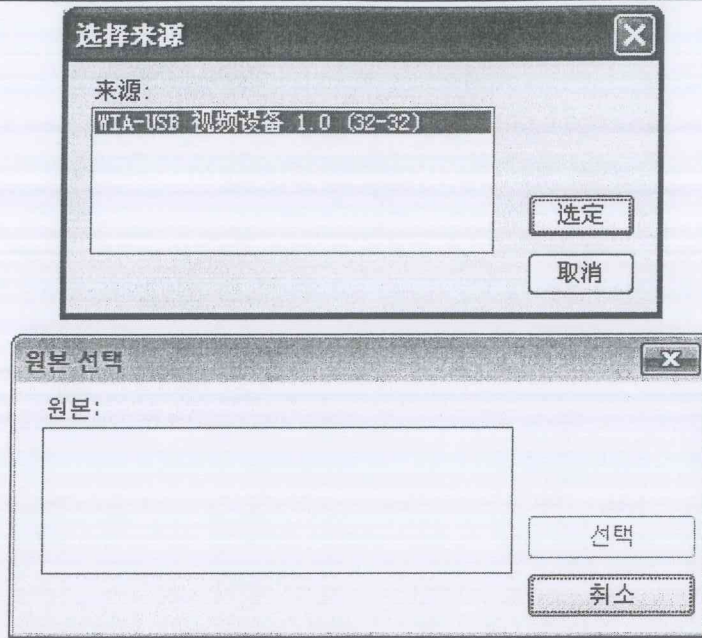 选择来源
来源:
WIA-USB 视频设备 1.0 (32-32)
选定
取消
원본 선택
원본:
선택
취소